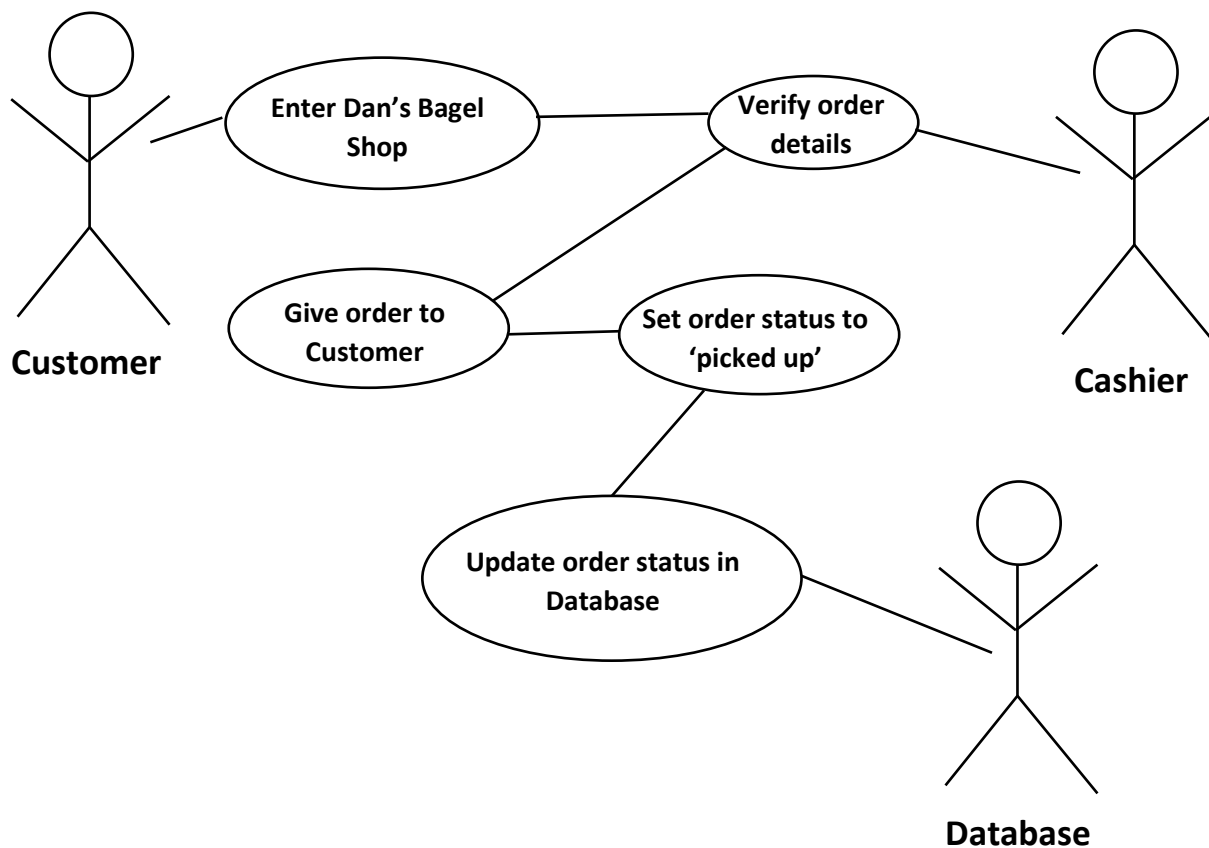 Enter Dan’s Bagel
Shop
Verify order
details
Customer
Give order to
Customer
Set order status to
‘picked up’
Cashier
Update order status in
Database
Database